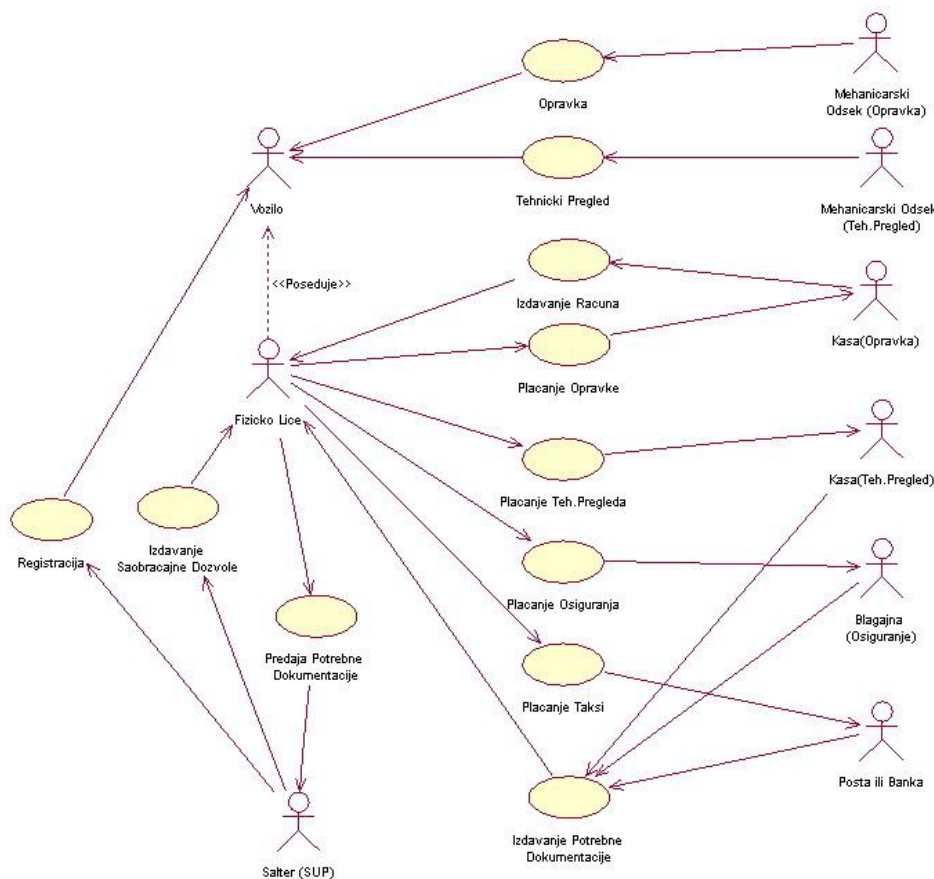 Opravka
Mehanicarski
Odsek (Opravka)
Vozilo
Tehnicki Pregled
Mehanicarski Odsek
(Teh.Pregled)
<<Poseduje>>
Izdavanje Racuna
Kasa(Opravka)
Placanje Opravke
Fizicko Lice
Placanje Teh.Pregleda
Kasa(Teh.Pregled)
Registracija
Izdavanje
Saobracajne Dozvole
Placanje Osiguranja
Blagajna
(Osiguranje)
Predaja Potrebne
Dokumentacije
Placanje Taksi
Posta ili Banka
Izdavanje Potrebne
Dokumentacije
Salter (SUP)